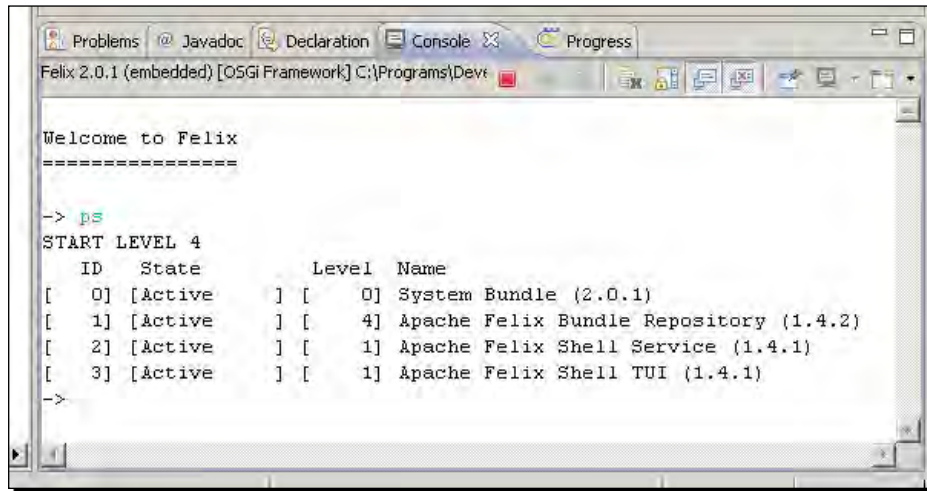 Problems @ Javadoc Declaration Console Progress
Felix 2.0.1 (embedded) [OSGi Framework] C:\Programs\Deve
Welcome to Felix
================
-> ps
START LEVEL 4
   ID   State         Level  Name
[   0] [Active     ] [    0] System Bundle (2.0.1)
[   1] [Active     ] [    4] Apache Felix Bundle Repository (1.4.2)
[   2] [Active     ] [    1] Apache Felix Shell Service (1.4.1)
[   3] [Active     ] [    1] Apache Felix Shell TUI (1.4.1)
->